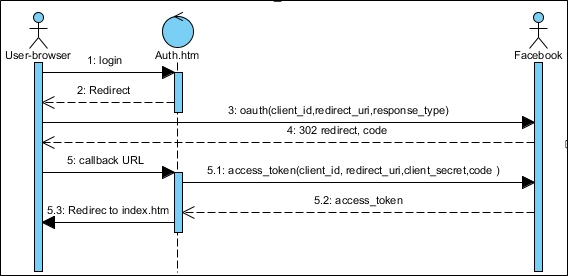 User-browser
Auth.htm
Facebook
1: login
2: Redirect
3: oauth(client_id,redirect_uri,response_type)
4: 302 redirect, code
5: callback URL
5.1: access_token(client_id, redirect_uri,client_secret,code )
5.2: access_token
5.3: Redirec to index.htm